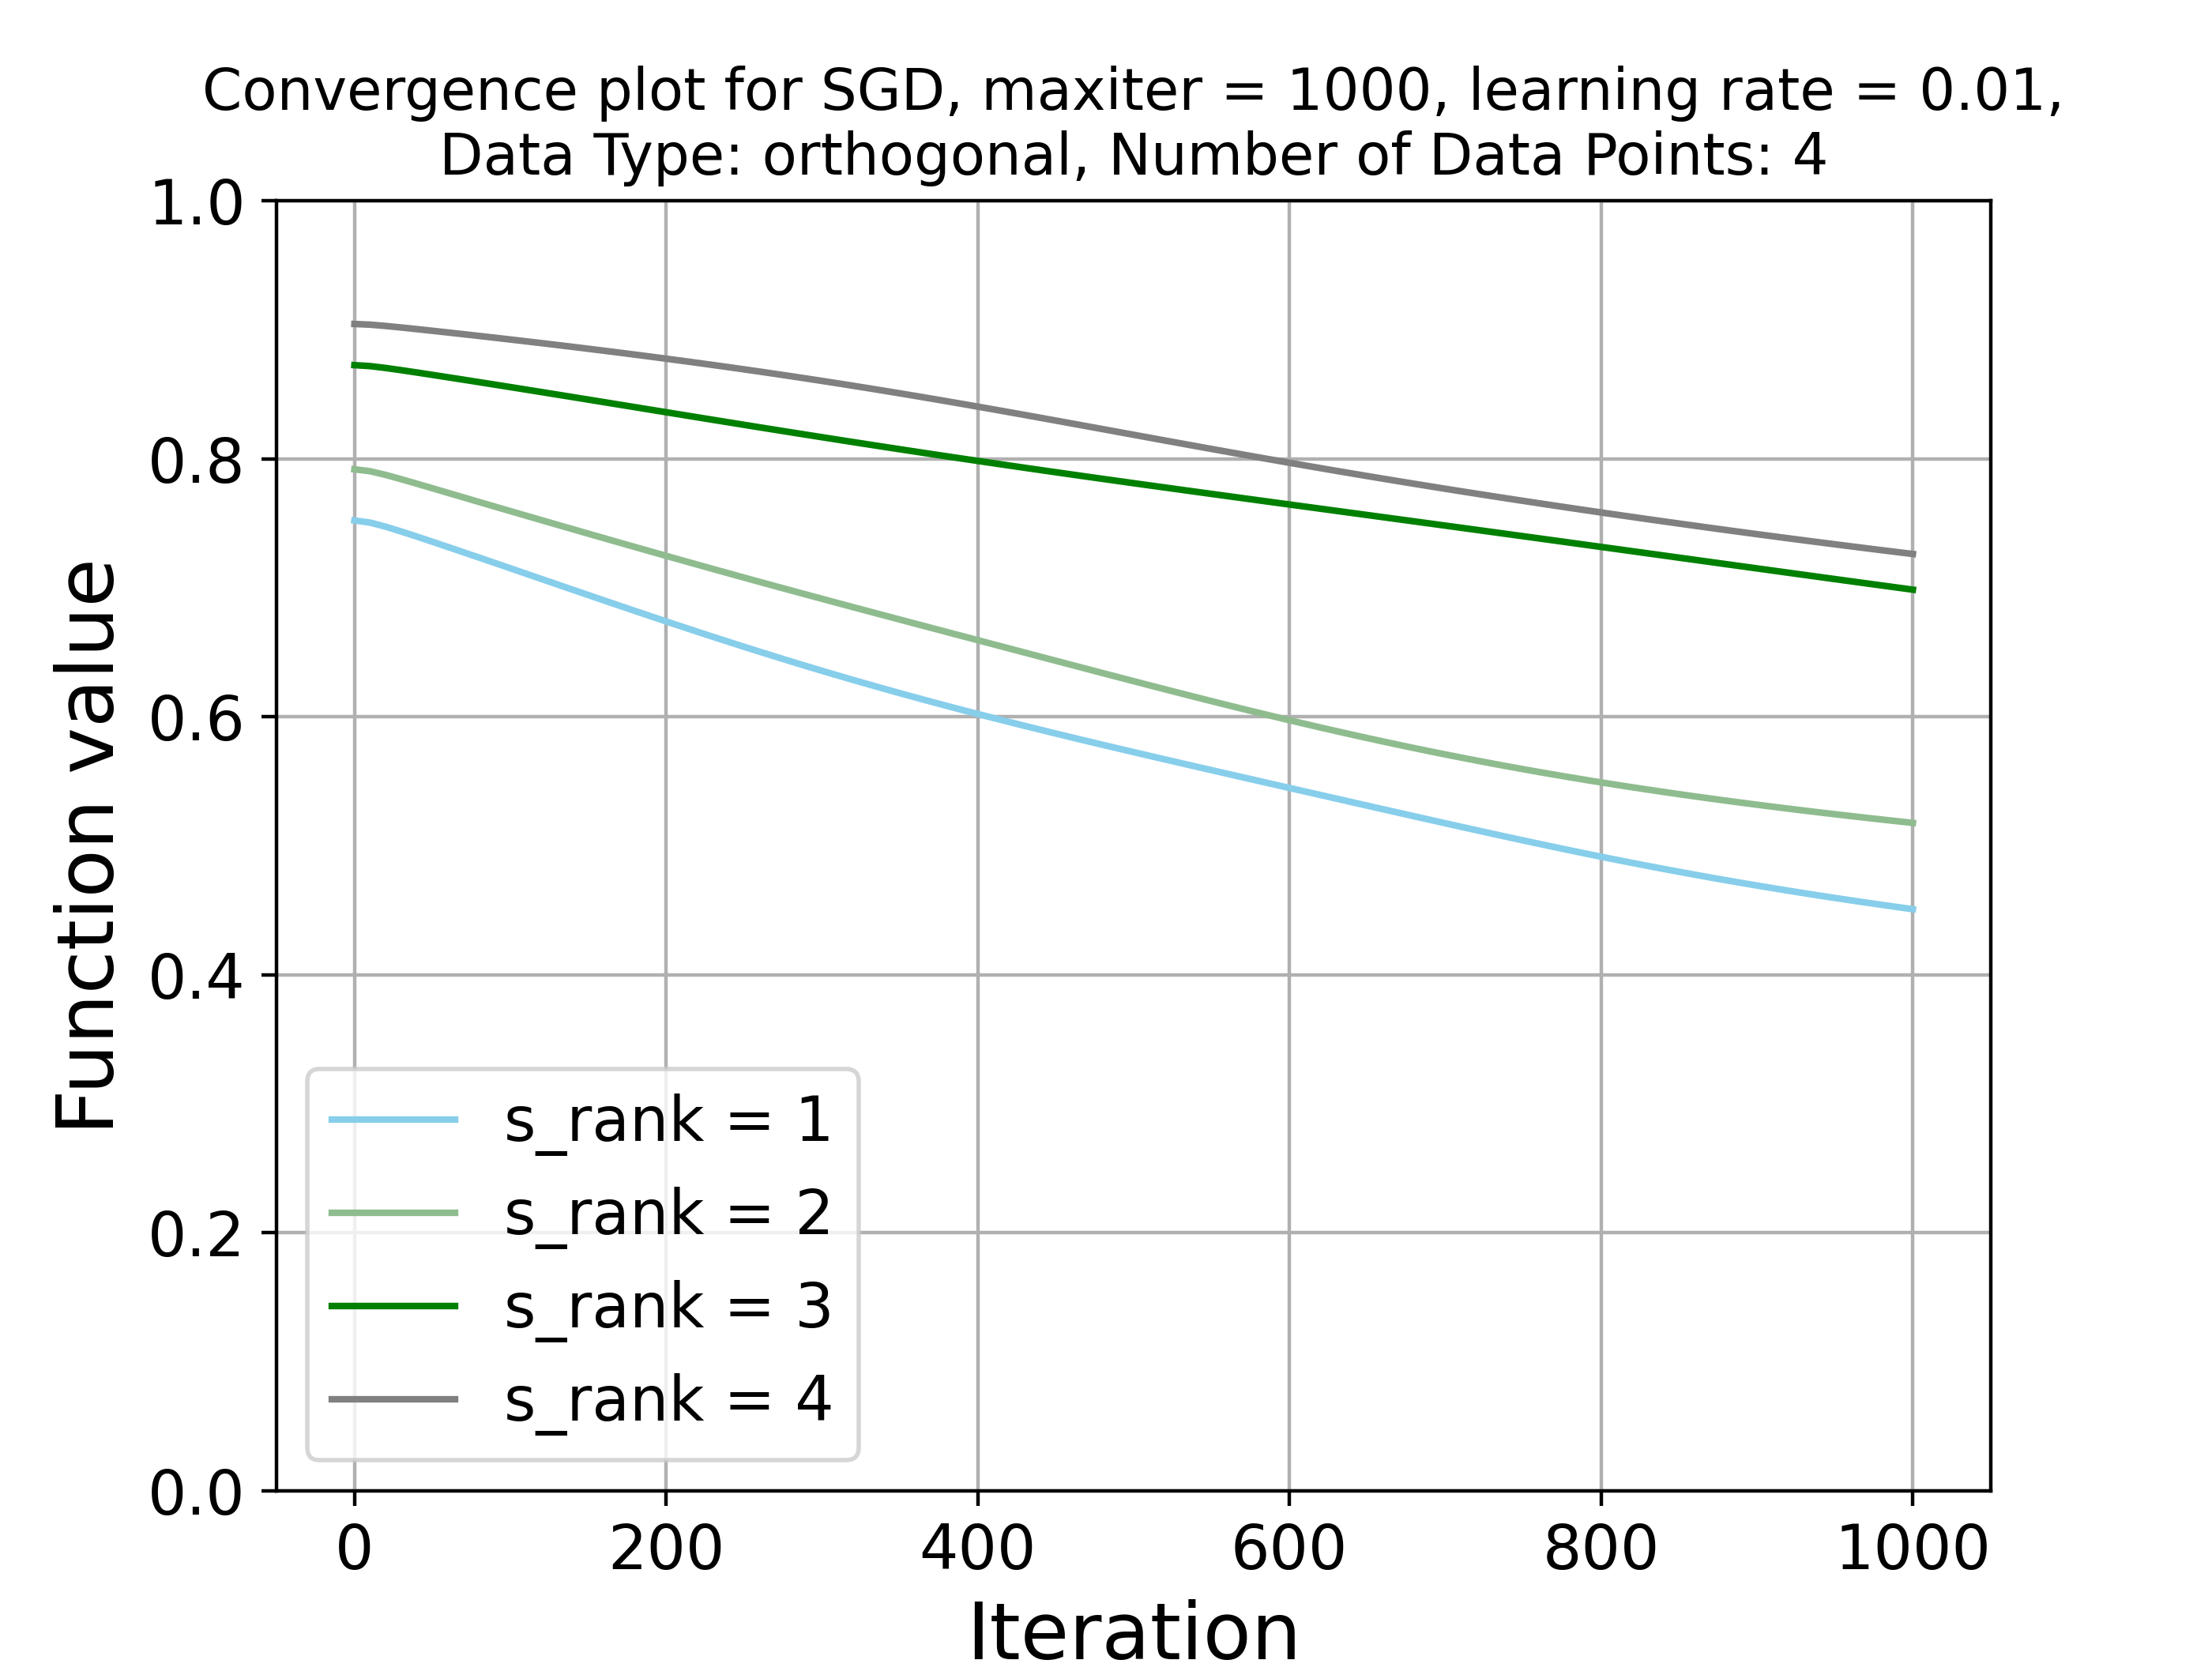 Convergence plot for SGD, maxiter = 1000, learning rate = 0.01,
Data Type: orthogonal, Number of Data Points: 4
1.0
0.8
0.6
0.4
0.2
0.0
Function value
s_rank = 1
s_rank = 2
s_rank = 3
s_rank = 4
0 200 400 600 800 1000
Iteration